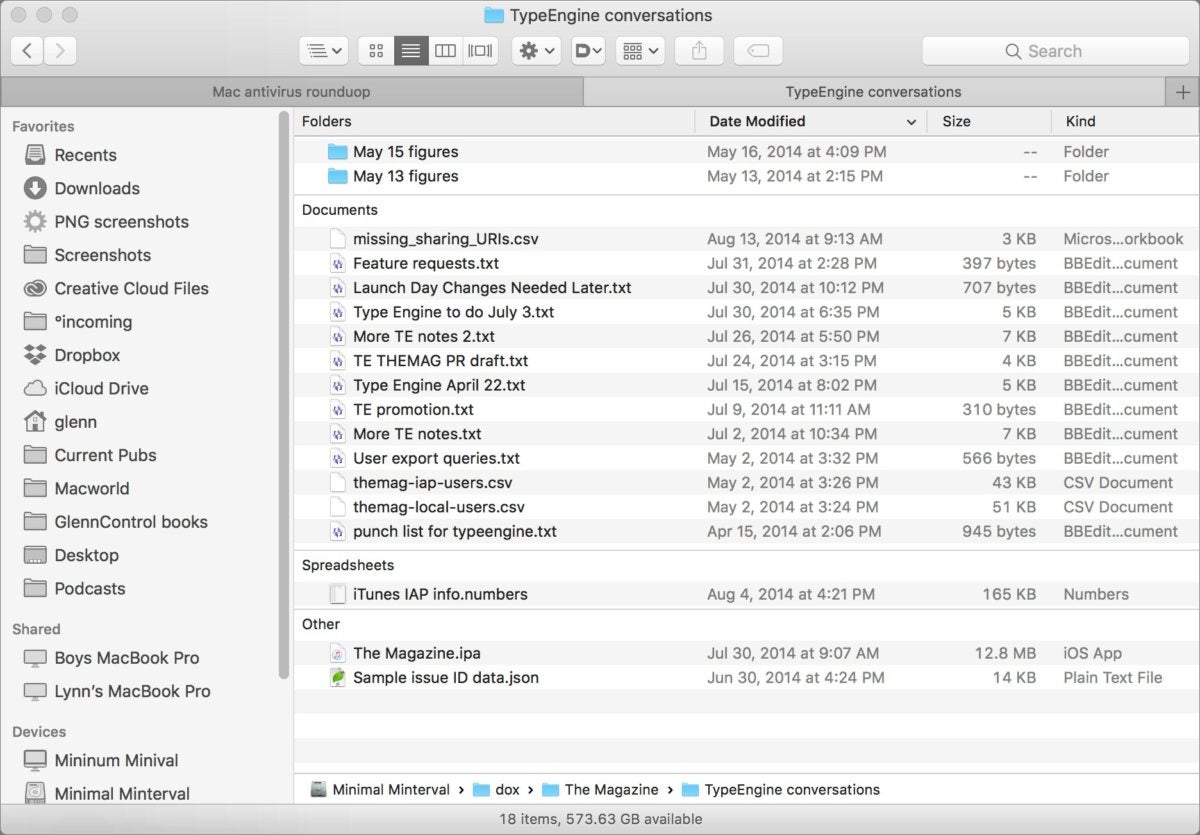 TypeEngine conversations
Search
Mac antivirus rounduop TypeEngine conversations
Favorites
Recents
Downloads
PNG screenshots
Screenshots
Creative Cloud Files
°incoming
Dropbox
iCloud Drive
glenn
Current Pubs
Macworld
GlennControl books
Desktop
Podcasts
Shared
Boys MacBook Pro
Lynn's MacBook Pro
Devices
Mininum Minival
Minimal Minterval
Folders Date Modified Size Kind
May 15 figures May 16, 2014 at 4:09 PM -- Folder
May 13 figures May 13, 2014 at 2:15 PM -- Folder
Documents
missing_sharing_URIs.csv Aug 13, 2014 at 9:13 AM 3 KB Micros...orkbook
Feature requests.txt Jul 31, 2014 at 2:28 PM 397 bytes BBEdit...cument
Launch Day Changes Needed Later.txt Jul 30, 2014 at 10:12 PM 707 bytes BBEdit...cument
Type Engine to do July 3.txt Jul 30, 2014 at 6:35 PM 5 KB BBEdit...cument
More TE notes 2.txt Jul 26, 2014 at 5:50 PM 7 KB BBEdit...cument
TE THEMAG PR draft.txt Jul 24, 2014 at 3:15 PM 4 KB BBEdit...cument
Type Engine April 22.txt Jul 15, 2014 at 8:02 PM 5 KB BBEdit...cument
TE promotion.txt Jul 9, 2014 at 11:11 AM 310 bytes BBEdit...cument
More TE notes.txt Jul 2, 2014 at 10:34 PM 7 KB BBEdit...cument
User export queries.txt May 2, 2014 at 3:32 PM 566 bytes BBEdit...cument
themag-iap-users.csv May 2, 2014 at 3:26 PM 43 KB CSV Document
themag-local-users.csv May 2, 2014 at 3:24 PM 51 KB CSV Document
punch list for typeengine.txt Apr 15, 2014 at 2:06 PM 945 bytes BBEdit...cument
Spreadsheets
iTunes IAP info.numbers Aug 4, 2014 at 4:21 PM 165 KB Numbers
Other
The Magazine.ipa Jul 30, 2014 at 9:07 AM 12.8 MB iOS App
Sample issue ID data.json Jun 30, 2014 at 4:24 PM 14 KB Plain Text File
Minimal Minterval › dox › The Magazine › TypeEngine conversations
18 items, 573.63 GB available